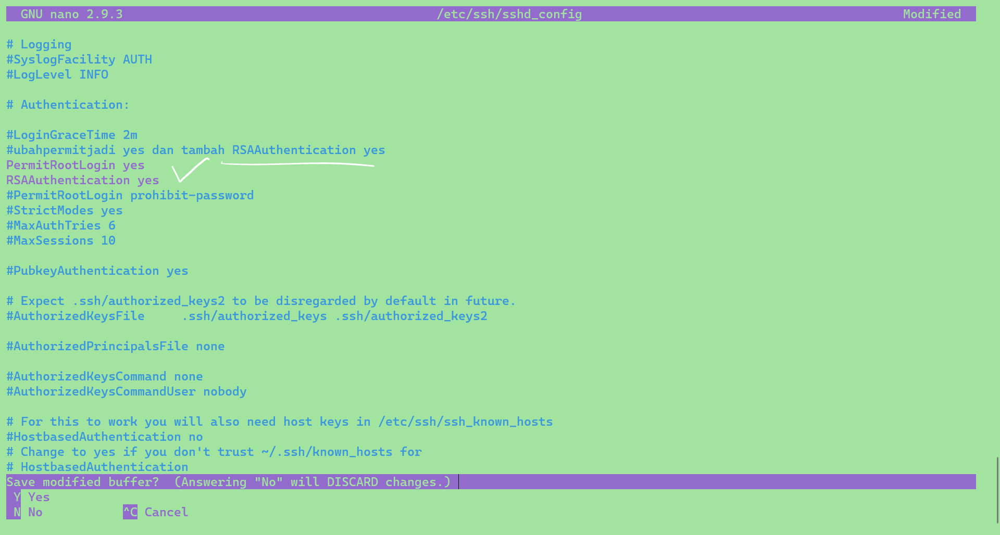 GNU nano 2.9.3 /etc/ssh/sshd_config Modified
# Logging
#SyslogFacility AUTH
#LogLevel INFO
# Authentication:
#LoginGraceTime 2m
#ubahpermitjadi yes dan tambah RSAAuthentication yes
PermitRootLogin yes
RSAAuthentication yes
#PermitRootLogin prohibit-password
#StrictModes yes
#MaxAuthTries 6
#MaxSessions 10
#PubkeyAuthentication yes
# Expect .ssh/authorized_keys2 to be disregarded by default in future.
#AuthorizedKeysFile .ssh/authorized_keys .ssh/authorized_keys2
#AuthorizedPrincipalsFile none
#AuthorizedKeysCommand none
#AuthorizedKeysCommandUser nobody
# For this to work you will also need host keys in /etc/ssh/ssh_known_hosts
#HostbasedAuthentication no
# Change to yes if you don't trust ~/.ssh/known_hosts for
# HostbasedAuthentication
Save modified buffer? (Answering "No" will DISCARD changes.)
Y Yes
N No ^C Cancel